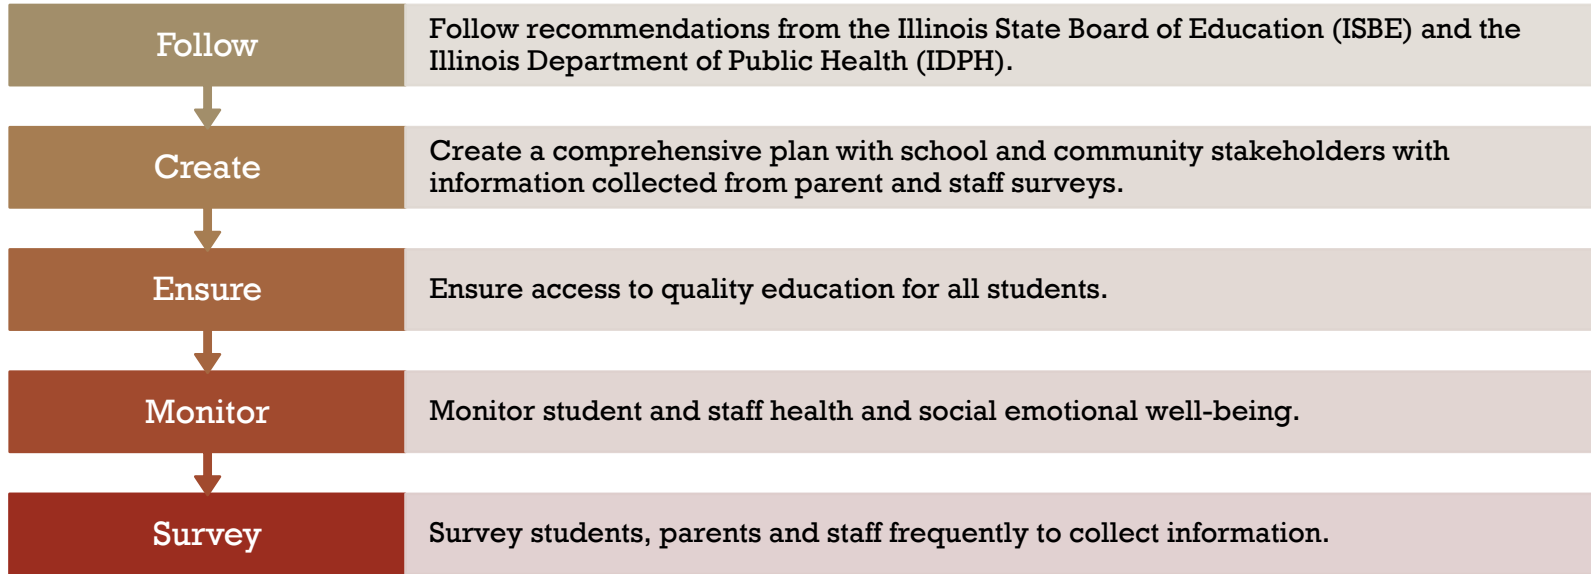 Follow
Follow recommendations from the Illinois State Board of Education (ISBE) and the
Illinois Department of Public Health (IDPH).
Create
Create a comprehensive plan with school and community stakeholders with
information collected from parent and staff surveys.
Ensure
Ensure access to quality education for all students.
Monitor
Monitor student and staff health and social emotional well-being.
Survey
Survey students, parents and staff frequently to collect information.